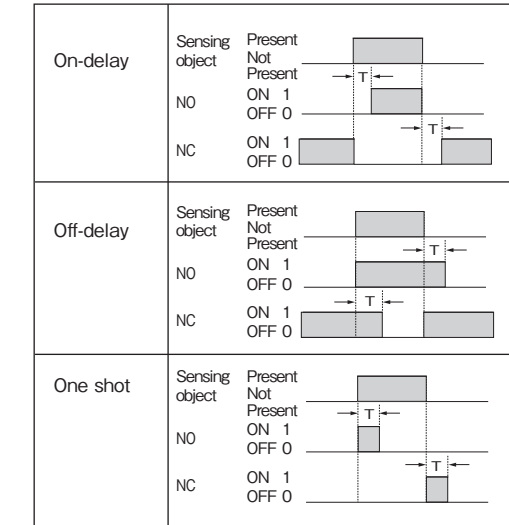 On-delay
Sensing object
Present
Not
Present
T
NO
ON 1
OFF 0
T
NC
ON 1
OFF 0
Off-delay
Sensing object
Present
Not
Present
T
NO
ON 1
OFF 0
T
NC
ON 1
OFF 0
One shot
Sensing object
Present
Not
Present
T
NO
ON 1
OFF 0
T
NC
ON 1
OFF 0